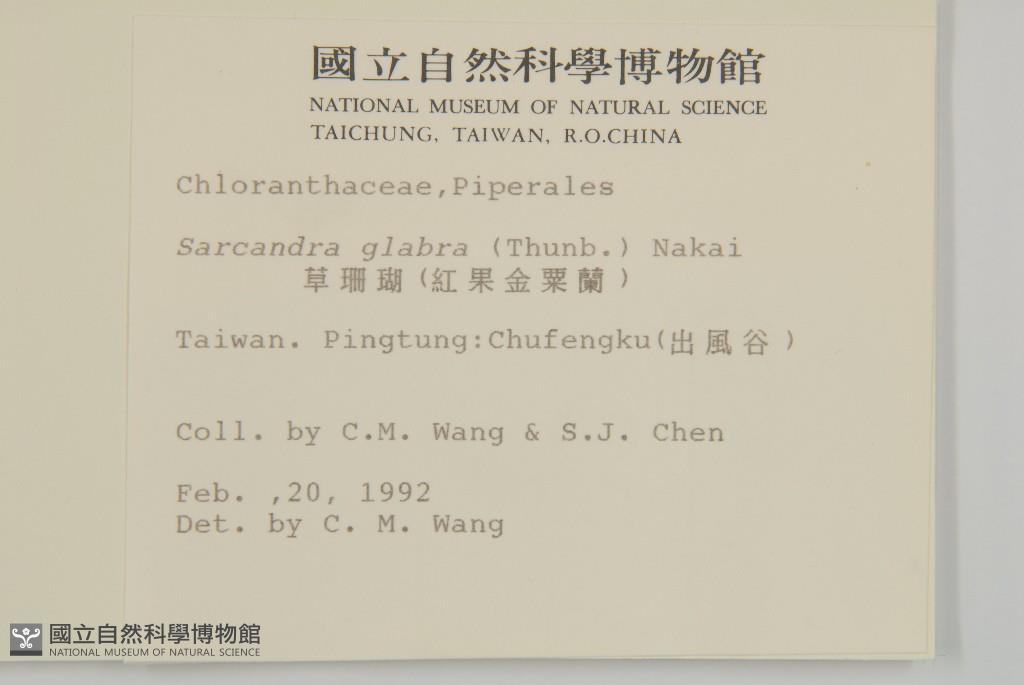 國立自然科學博物館
NATIONAL MUSEUM OF NATURAL SCIENCE
TAICHUNG, TAIWAN, R.O.CHINA
Chloranthaceae,Piperales
Sarcandra glabra (Thunb.) Nakai
草珊瑚(紅果金粟蘭)
Taiwan. Pingtung:Chufengku(出風谷)
Coll. by C.M. Wang & S.J. Chen
Feb. ,20, 1992
Det. by C. M. Wang
國立自然科學博物館
NATIONAL MUSEUM OF NATURAL SCIENCE